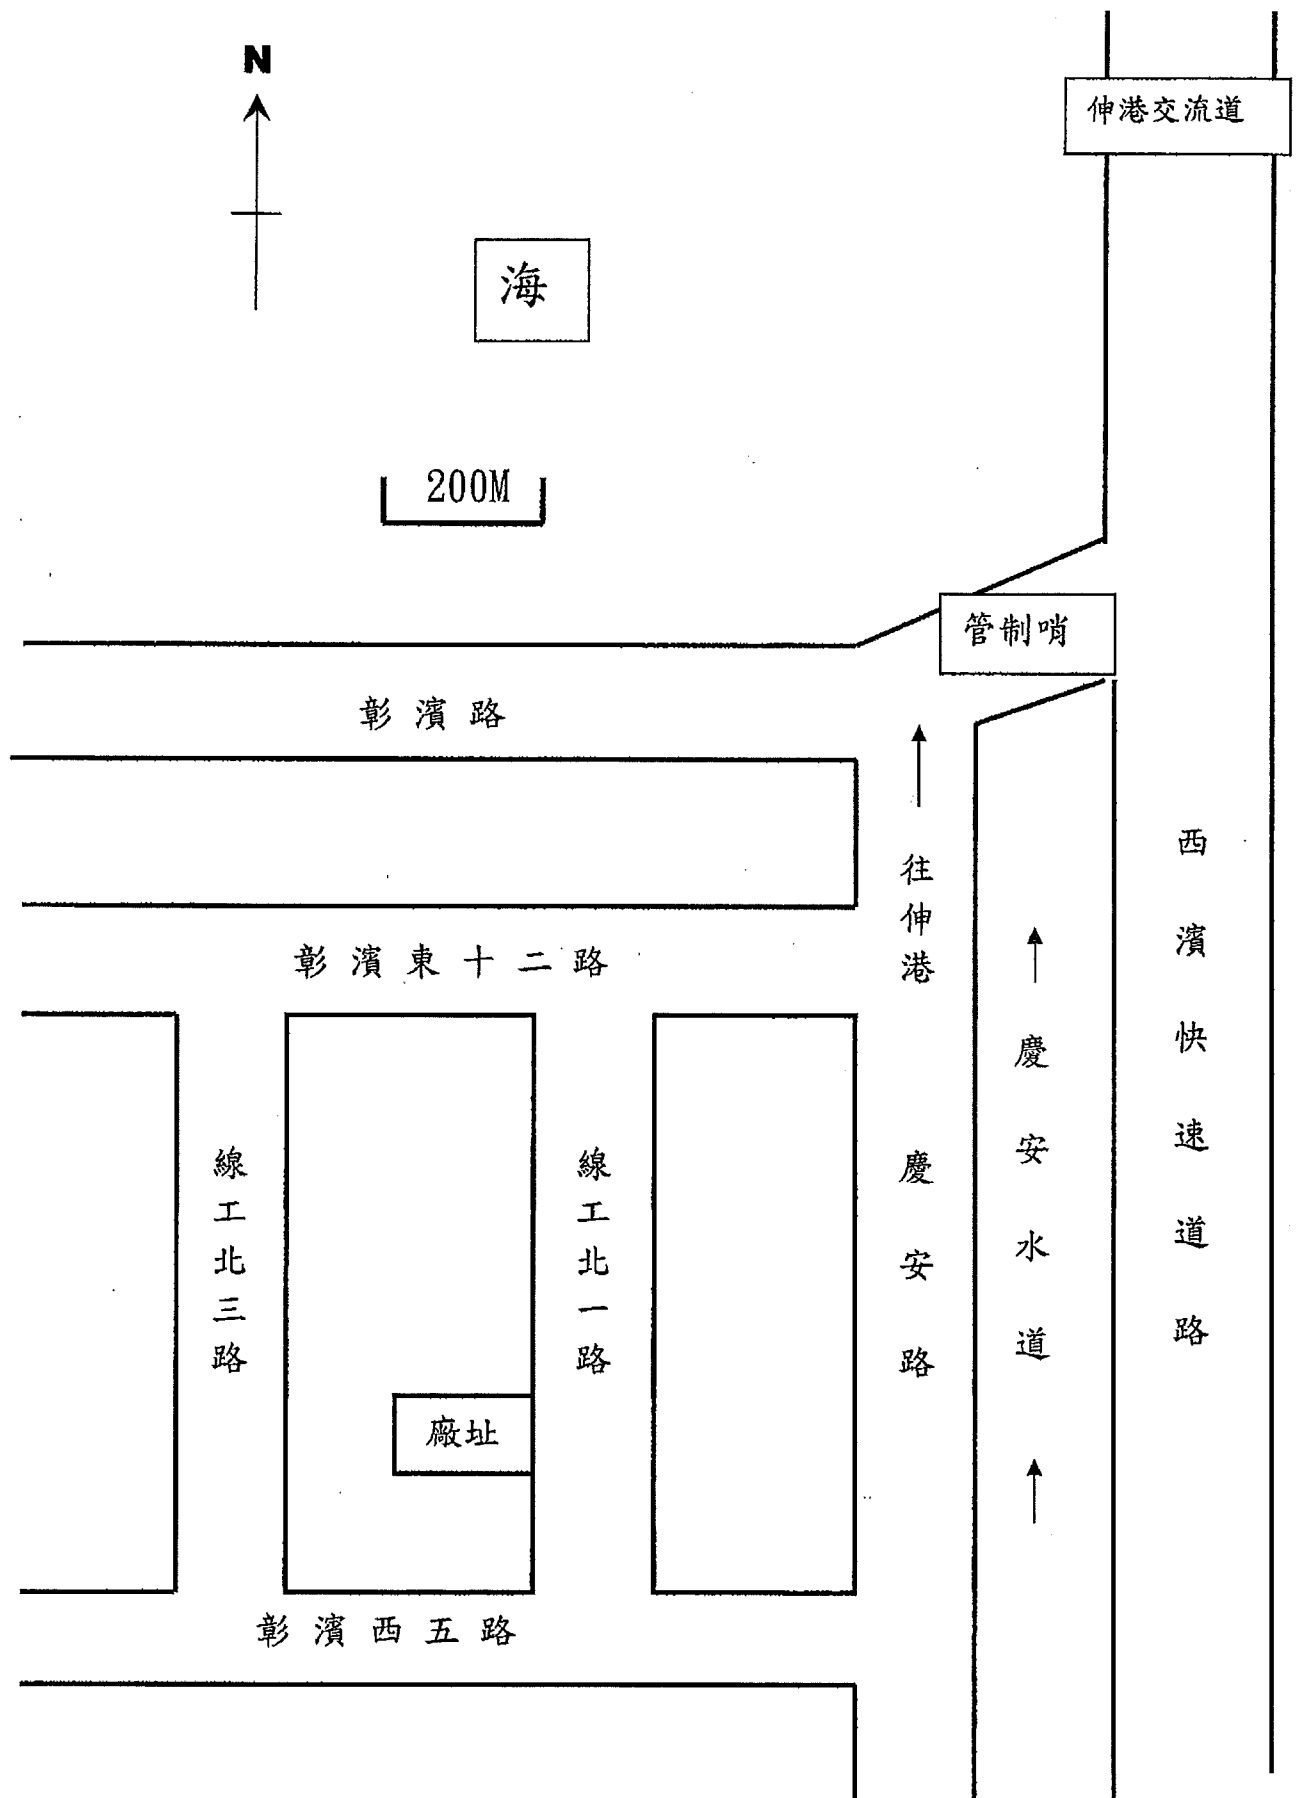 N
伸港交流道
海
200M
管制哨
彰濱路
往伸港
西濱快速道路
彰濱東十二路
慶安水道
線工北三路
線工北一路
慶安路
廠址
彰濱西五路